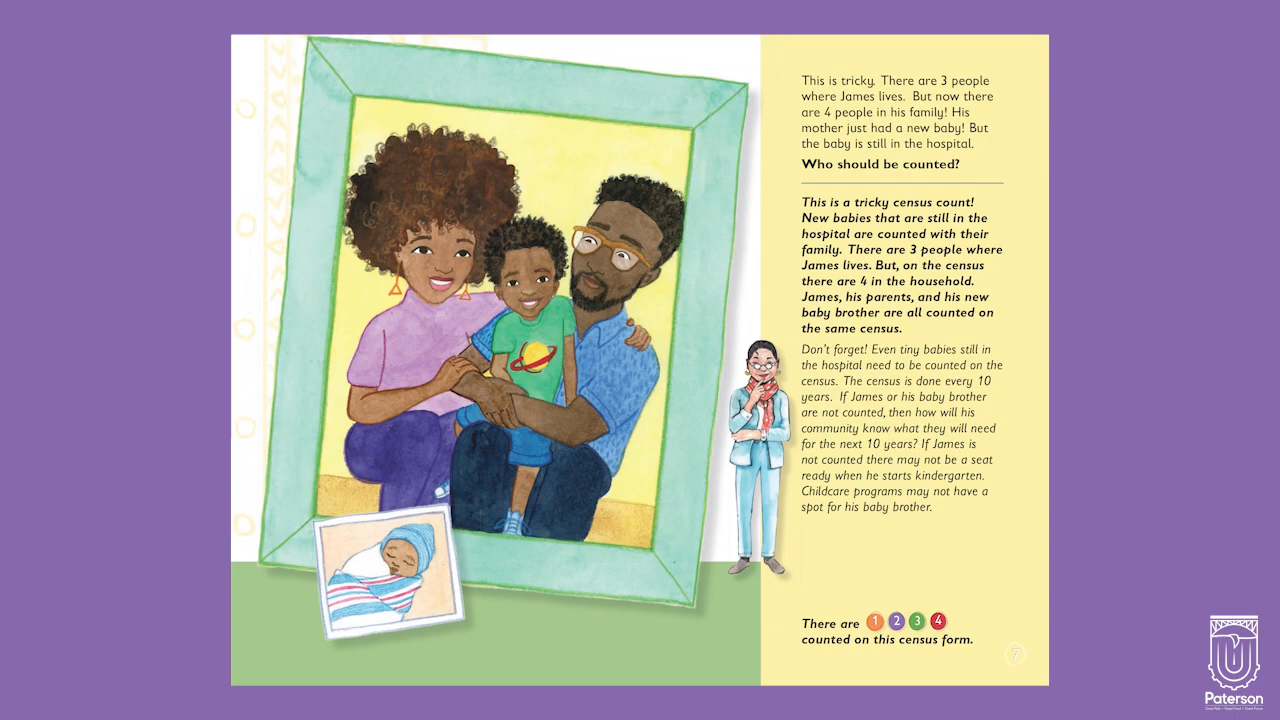 This is tricky. There are 3 people
where James lives. But now there
are 4 people in his family! His
mother just had a new baby! But
the baby is still in the hospital.
Who should be counted?
This is a tricky census count!
New babies that are still in the
hospital are counted with their
family. There are 3 people where
James lives. But, on the census
there are 4 in the household.
James, his parents, and his new
baby brother are all counted on
the same census.
Don't forget! Even tiny babies still in
the hospital need to be counted on the
census. The census is done every 10
years. If James or his baby brother
are not counted, then how will his
community know what they will need
for the next 10 years? If James is
not counted there may not be a seat
ready when he starts kindergarten.
Childcare programs may not have a
spot for his baby brother.
There are 1 2 3 4
counted on this census form.
7
Paterson